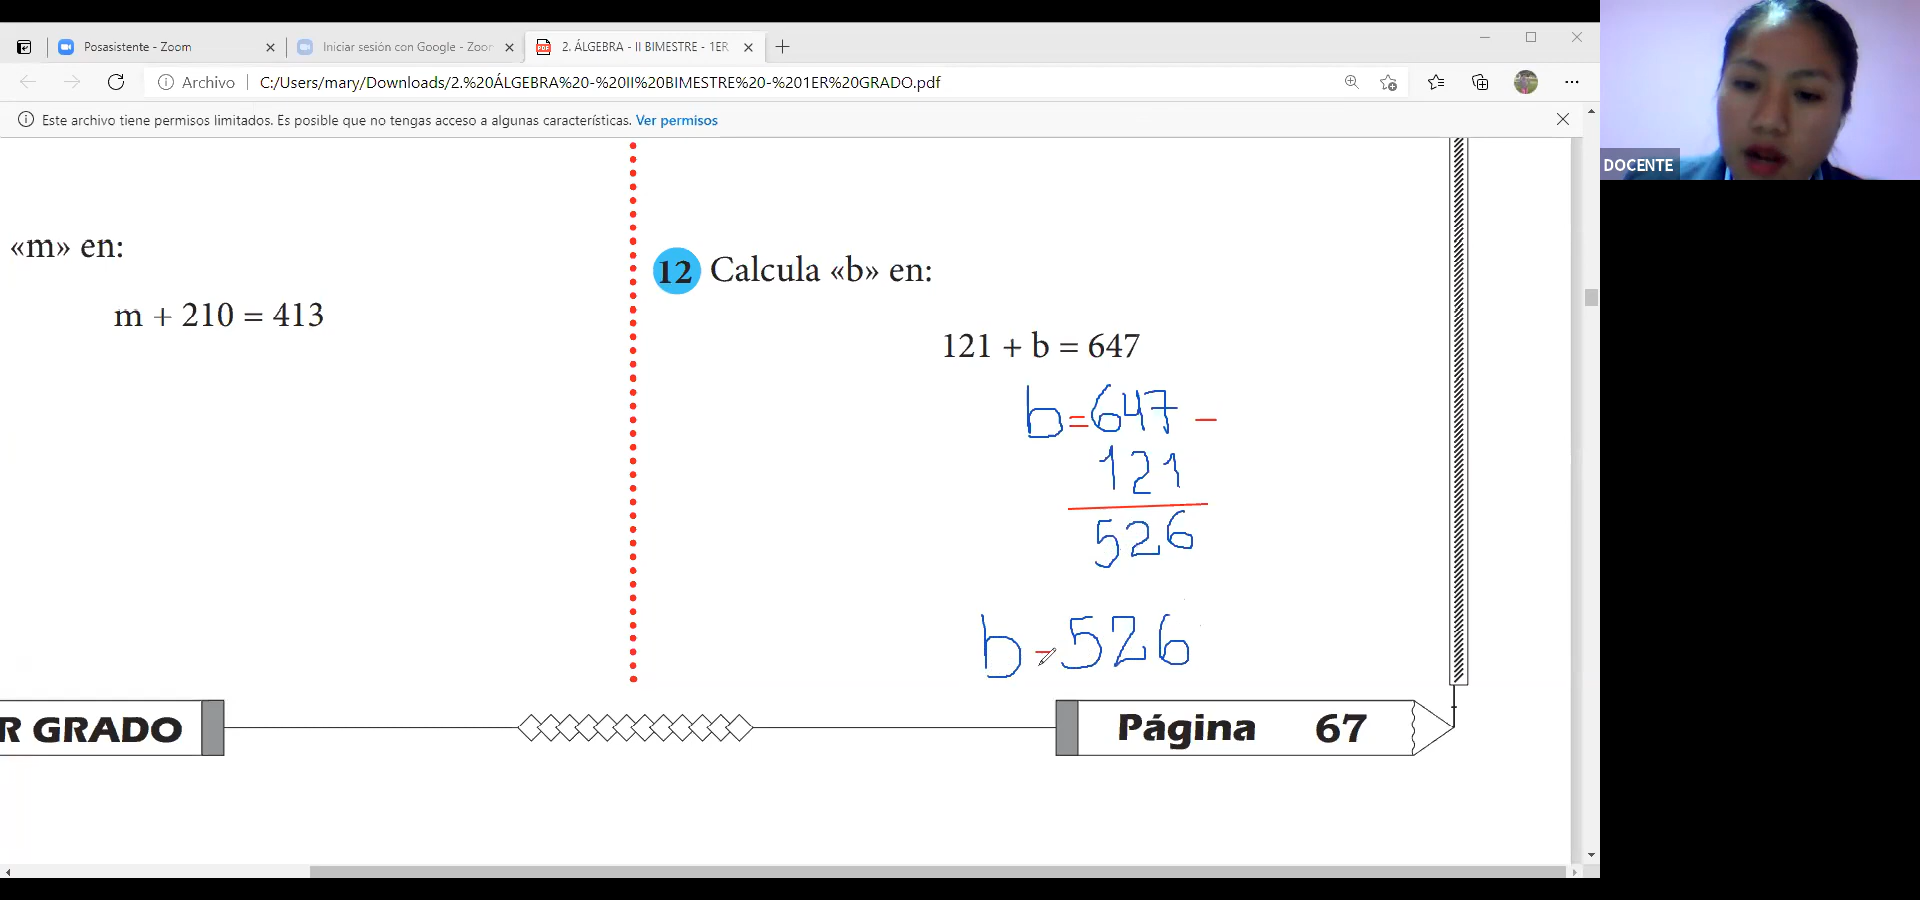 Posasistente - Zoom
Iniciar sesión con Google - Zoor
2. ÁLGEBRA - II BIMESTRE - 1ER
Archivo
C:/Users/mary/Downloads/2.%20ÁLGEBRA%20-%20II%20BIMESTRE%20-%201ER%20GRADO.pdf
Este archivo tiene permisos limitados. Es posible que no tengas acceso a algunas características. Ver permisos
DOCENTE
«m» en:
m + 210 = 413
12 Calcula «b» en:
121 + b = 647
b = 647 -
121
526
b - 526
R GRADO
Página 67